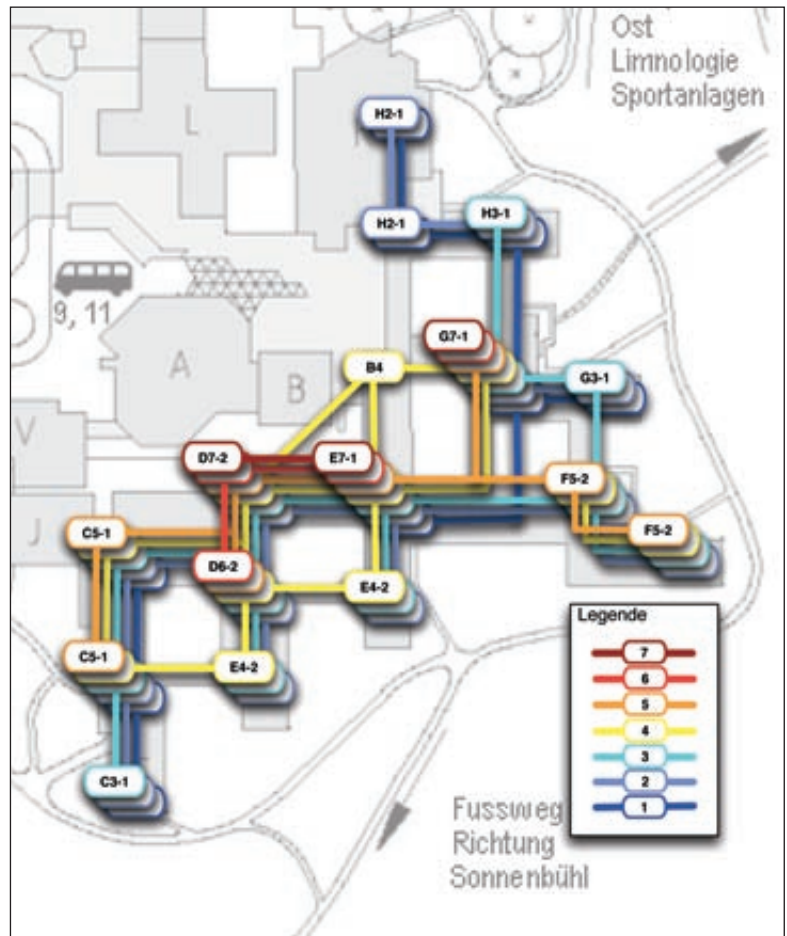 Ost
Limnologie
Sportanlagen
L
H2-1
H2-1
H3-1
9, 11
A
B
B4
G7-1
G3-1
V
D7-2
E7-1
F5-2
J
C5-1
F5-2
D6-2
E4-2
C5-1
E4-2
C3-1
Legende
7
6
5
4
3
2
1
Fussweg
Richtung
Sonnenbühl